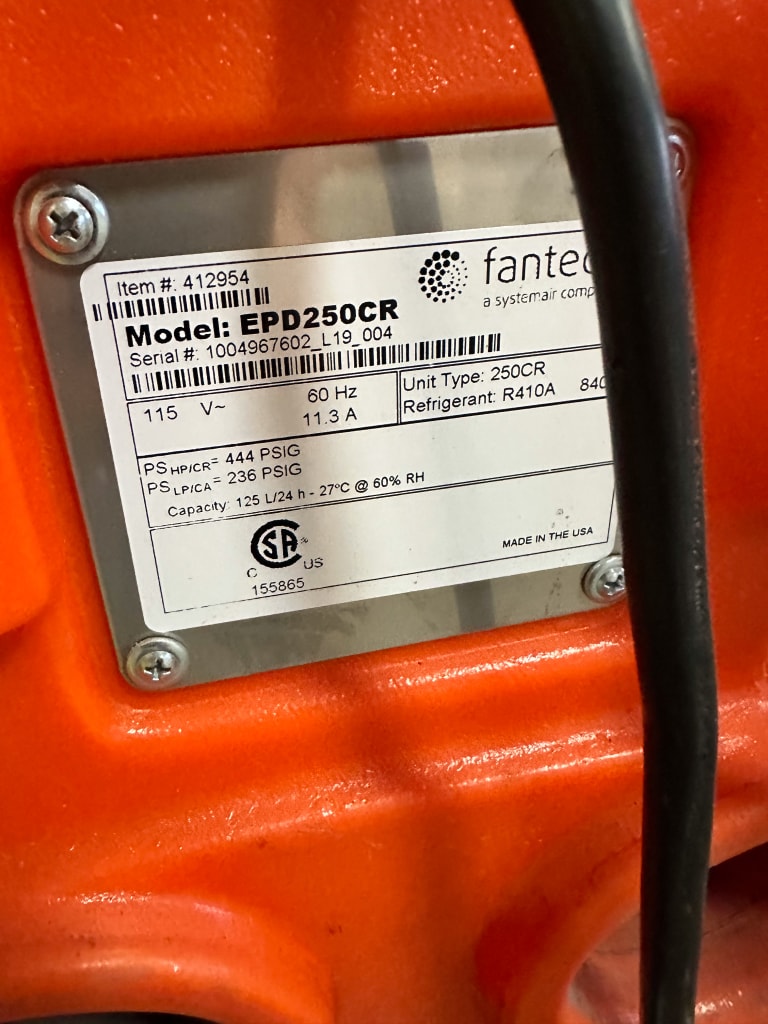 Item #: 412954
fantec
a systemair comp
Model: EPD250CR
Serial #: 1004967602_L19_004
115 V~ 60 Hz
11.3 A
Unit Type: 250CR
Refrigerant: R410A 840
PS HP/CR= 444 PSIG
PS LP/CA= 236 PSIG
Capacity: 125 L/24 h - 27°C @ 60% RH
CSA
C US
155865
MADE IN THE USA